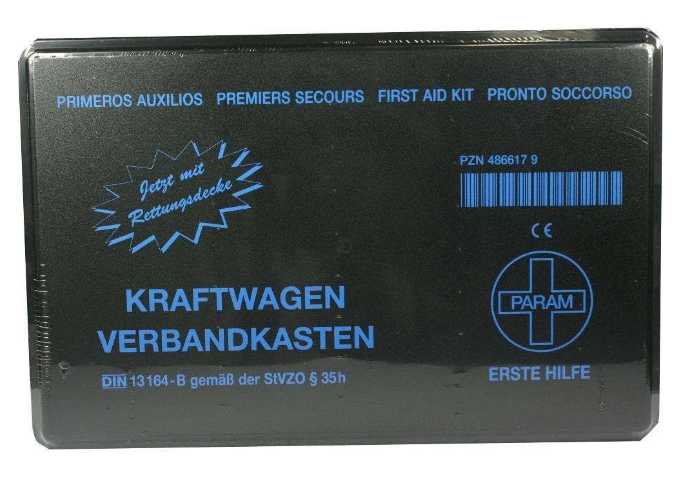 PRIMEROS AUXILIOS PREMIERS SECOURS FIRST AID KIT PRONTO SOCCORSO
Jetzt mit
Rettungsdecke
PZN 486617 9
CE
KRAFTWAGEN
VERBANDKASTEN
PARAM
DIN 13164-B gemäß der StVZO § 35h
ERSTE HILFE